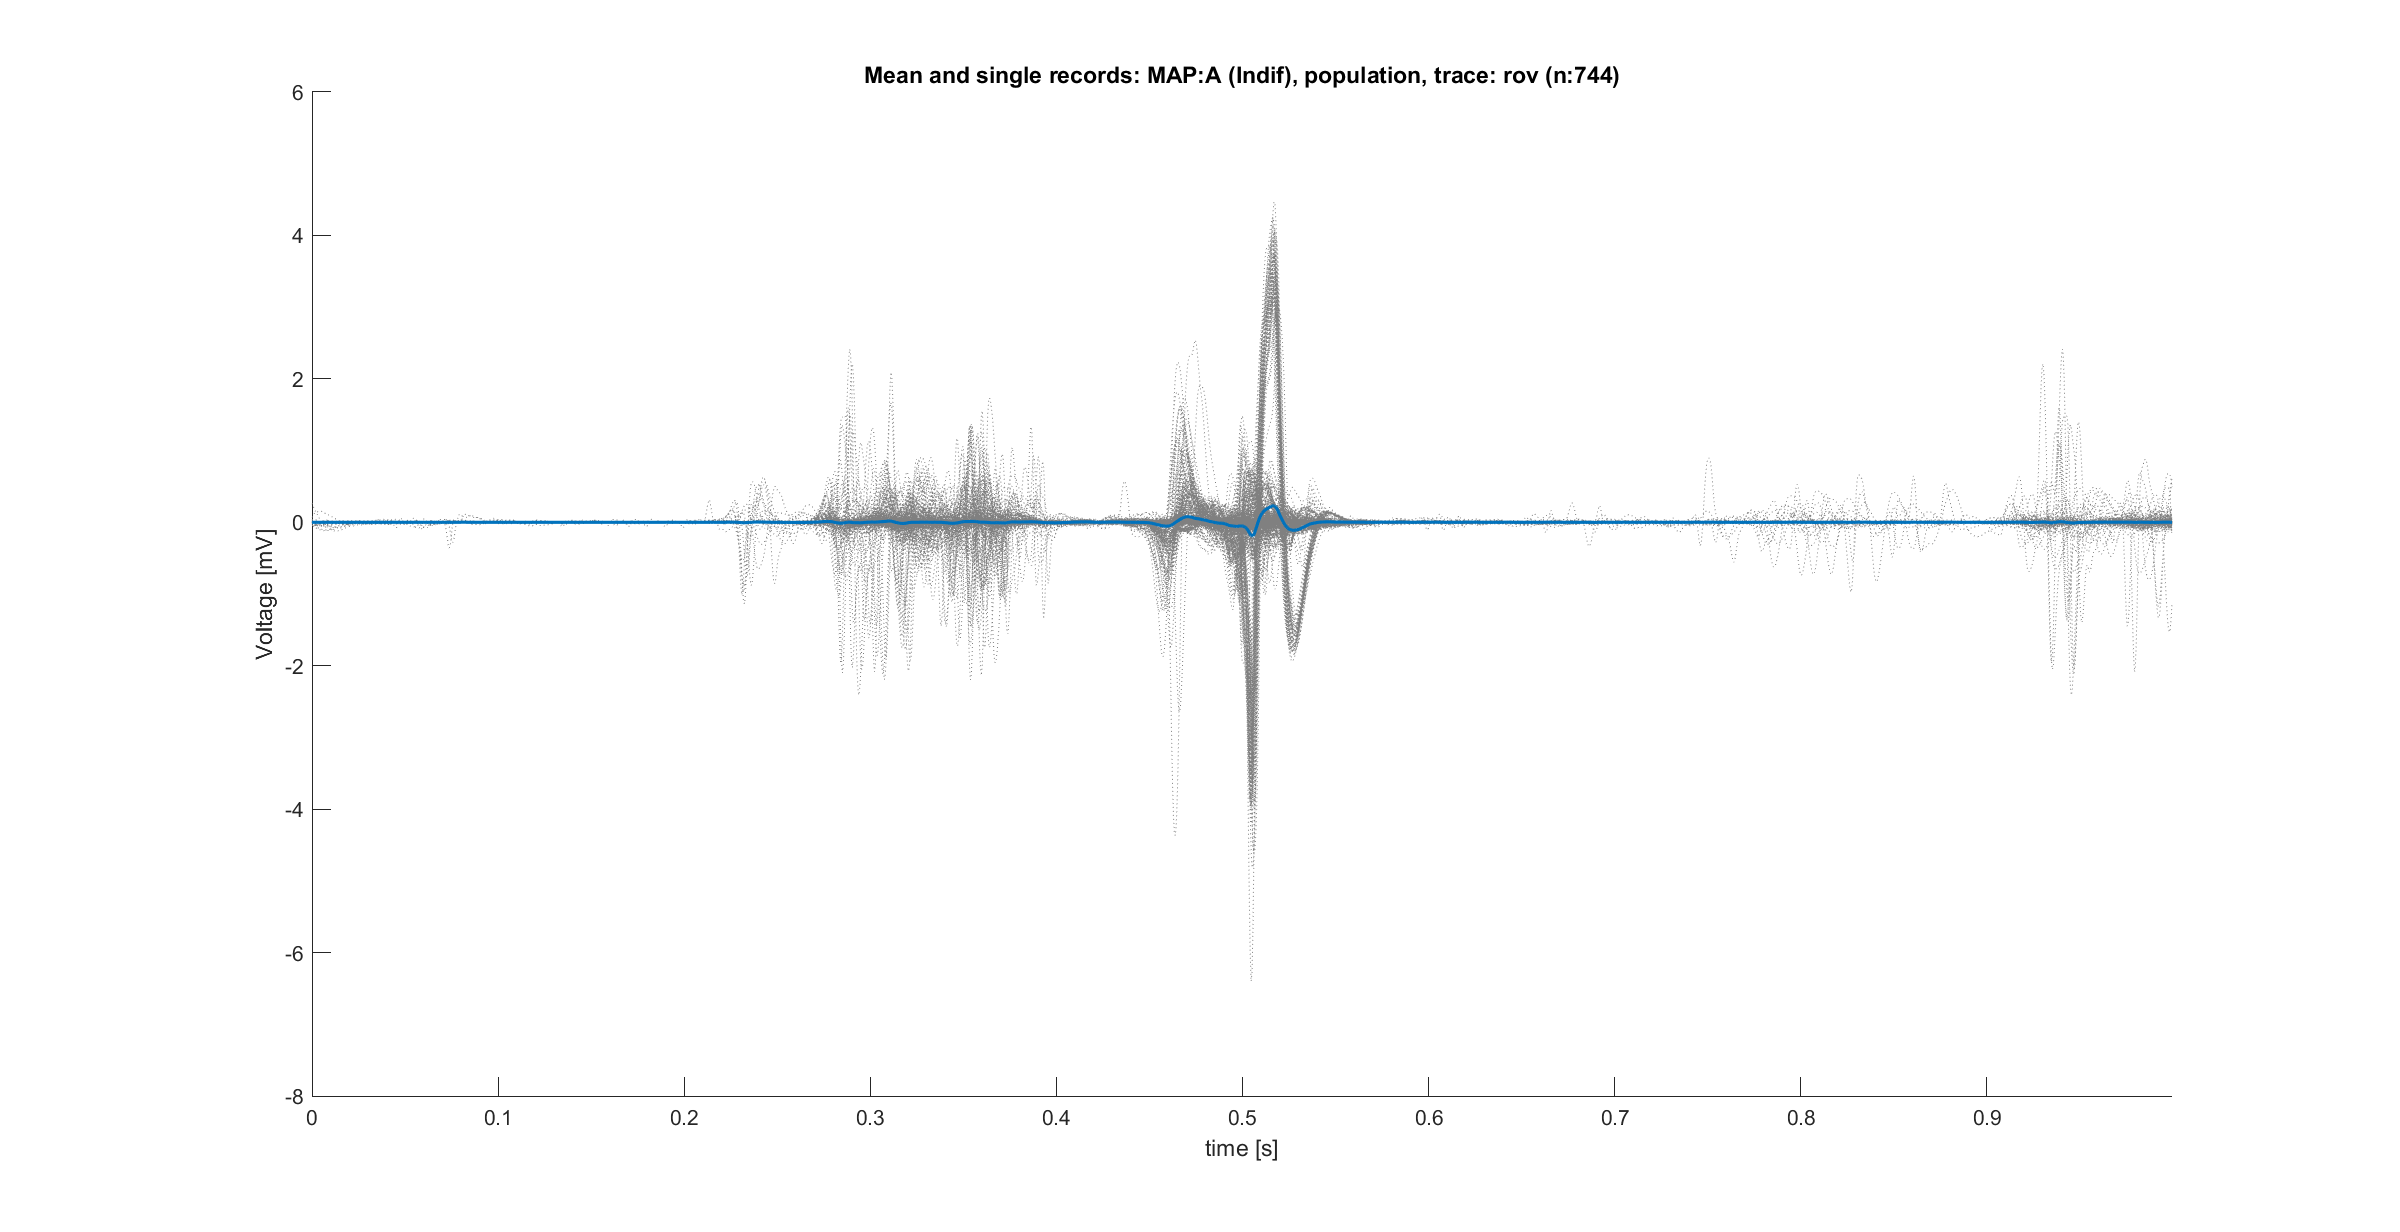 Mean and single records: MAP:A (Indif), population, trace: rov (n:744)
6
4
2
0
-2
-4
-6
-8
Voltage [mV]
0 0.1 0.2 0.3 0.4 0.5 0.6 0.7 0.8 0.9
time [s]